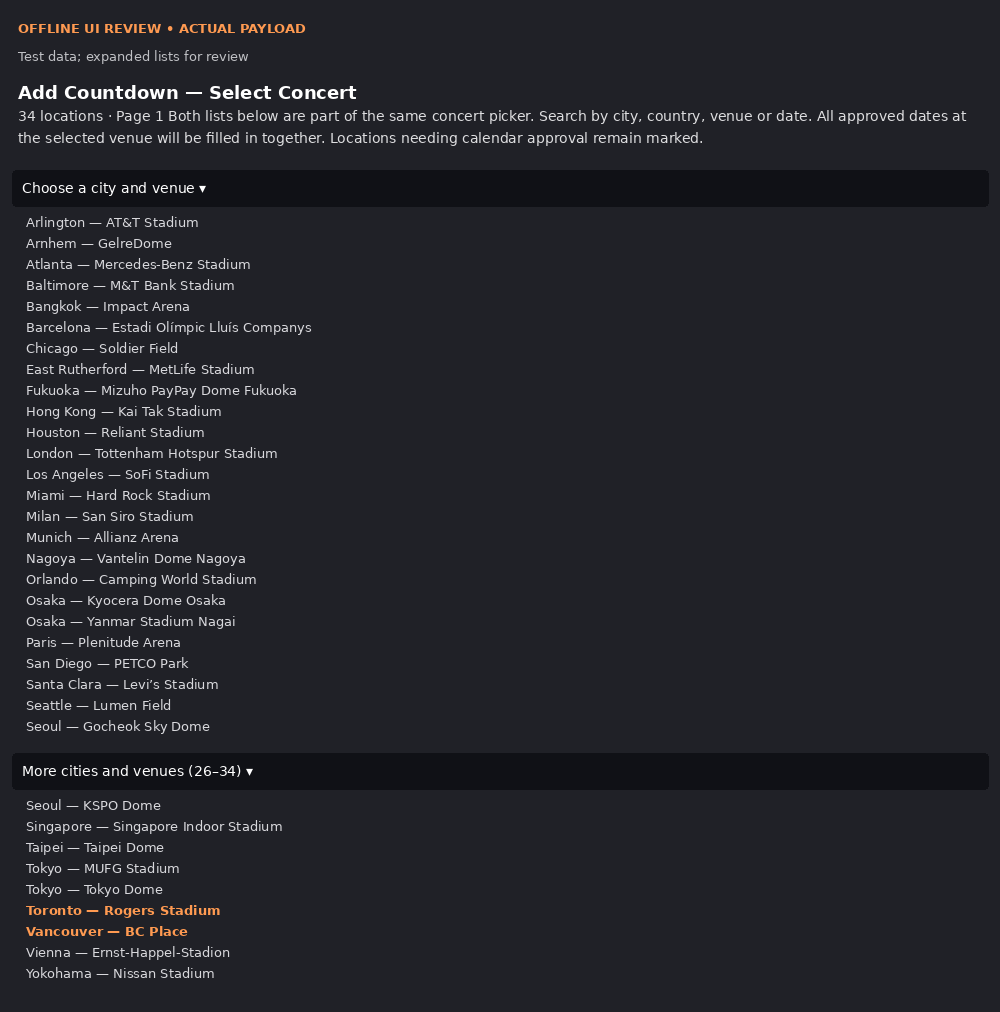 OFFLINE UI REVIEW • ACTUAL PAYLOAD
Test data; expanded lists for review
Add Countdown — Select Concert
34 locations · Page 1 Both lists below are part of the same concert picker. Search by city, country, venue or date. All approved dates at
the selected venue will be filled in together. Locations needing calendar approval remain marked.
Choose a city and venue ▾
Arlington — AT&T Stadium
Arnhem — GelreDome
Atlanta — Mercedes-Benz Stadium
Baltimore — M&T Bank Stadium
Bangkok — Impact Arena
Barcelona — Estadi Olímpic Lluís Companys
Chicago — Soldier Field
East Rutherford — MetLife Stadium
Fukuoka — Mizuho PayPay Dome Fukuoka
Hong Kong — Kai Tak Stadium
Houston — Reliant Stadium
London — Tottenham Hotspur Stadium
Los Angeles — SoFi Stadium
Miami — Hard Rock Stadium
Milan — San Siro Stadium
Munich — Allianz Arena
Nagoya — Vantelin Dome Nagoya
Orlando — Camping World Stadium
Osaka — Kyocera Dome Osaka
Osaka — Yanmar Stadium Nagai
Paris — Plenitude Arena
San Diego — PETCO Park
Santa Clara — Levi’s Stadium
Seattle — Lumen Field
Seoul — Gocheok Sky Dome
More cities and venues (26–34) ▾
Seoul — KSPO Dome
Singapore — Singapore Indoor Stadium
Taipei — Taipei Dome
Tokyo — MUFG Stadium
Tokyo — Tokyo Dome
Toronto — Rogers Stadium
Vancouver — BC Place
Vienna — Ernst-Happel-Stadion
Yokohama — Nissan Stadium